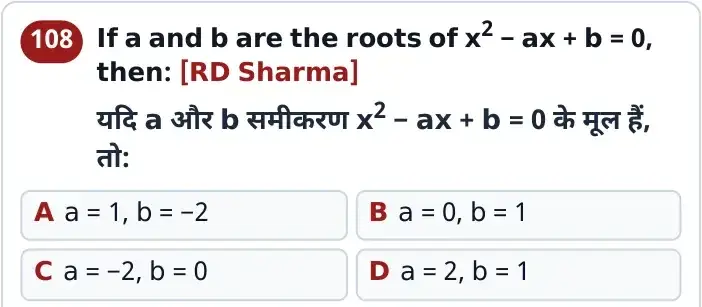 108 If a and b are the roots of x² – ax + b = 0,
then: [RD Sharma]
यदि a और b समीकरण x² – ax + b = 0 के मूल हैं,
तो:
A a = 1, b = −2 B a = 0, b = 1
C a = −2, b = 0 D a = 2, b = 1